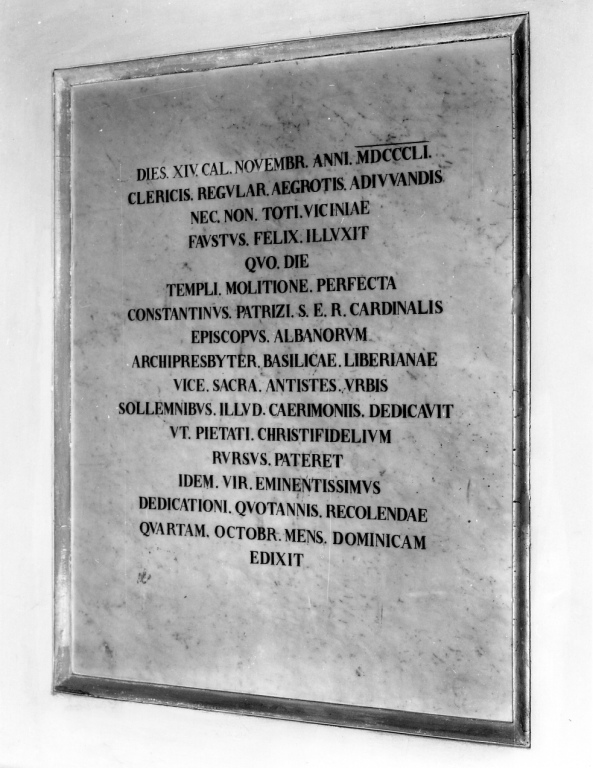 DIES. XIV. CAL. NOVEMBR. ANNI. MDCCCLI.
CLERICIS. REGVLAR. AEGROTIS. ADIVVANDIS
NEC. NON. TOTI. VICINIAE
FAVSTVS. FELIX. ILLVXIT
QVO. DIE
TEMPLI. MOLITIONE. PERFECTA
CONSTANTINVS. PATRIZI. S. E. R. CARDINALIS
EPISCOPVS. ALBANORVM
ARCHIPRESBYTER. BASILICAE. LIBERIANAE
VICE. SACRA. ANTISTES. VRBIS
SOLLEMNIBVS. ILLVD. CAERIMONIIS. DEDICAVIT
VT. PIETATI. CHRISTIFIDELIVM
RVRSVS. PATERET
IDEM. VIR. EMINENTISSIMVS
DEDICATIONI. QVOTANNIS. RECOLENDAE
QVARTAM. OCTOBR. MENS. DOMINICAM
EDIXIT